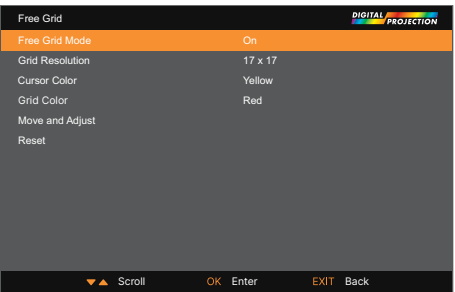 Free Grid
DIGITAL
PROJECTION
Free Grid Mode On
Grid Resolution 17 x 17
Cursor Color Yellow
Grid Color Red
Move and Adjust
Reset
Scroll OK Enter EXIT Back